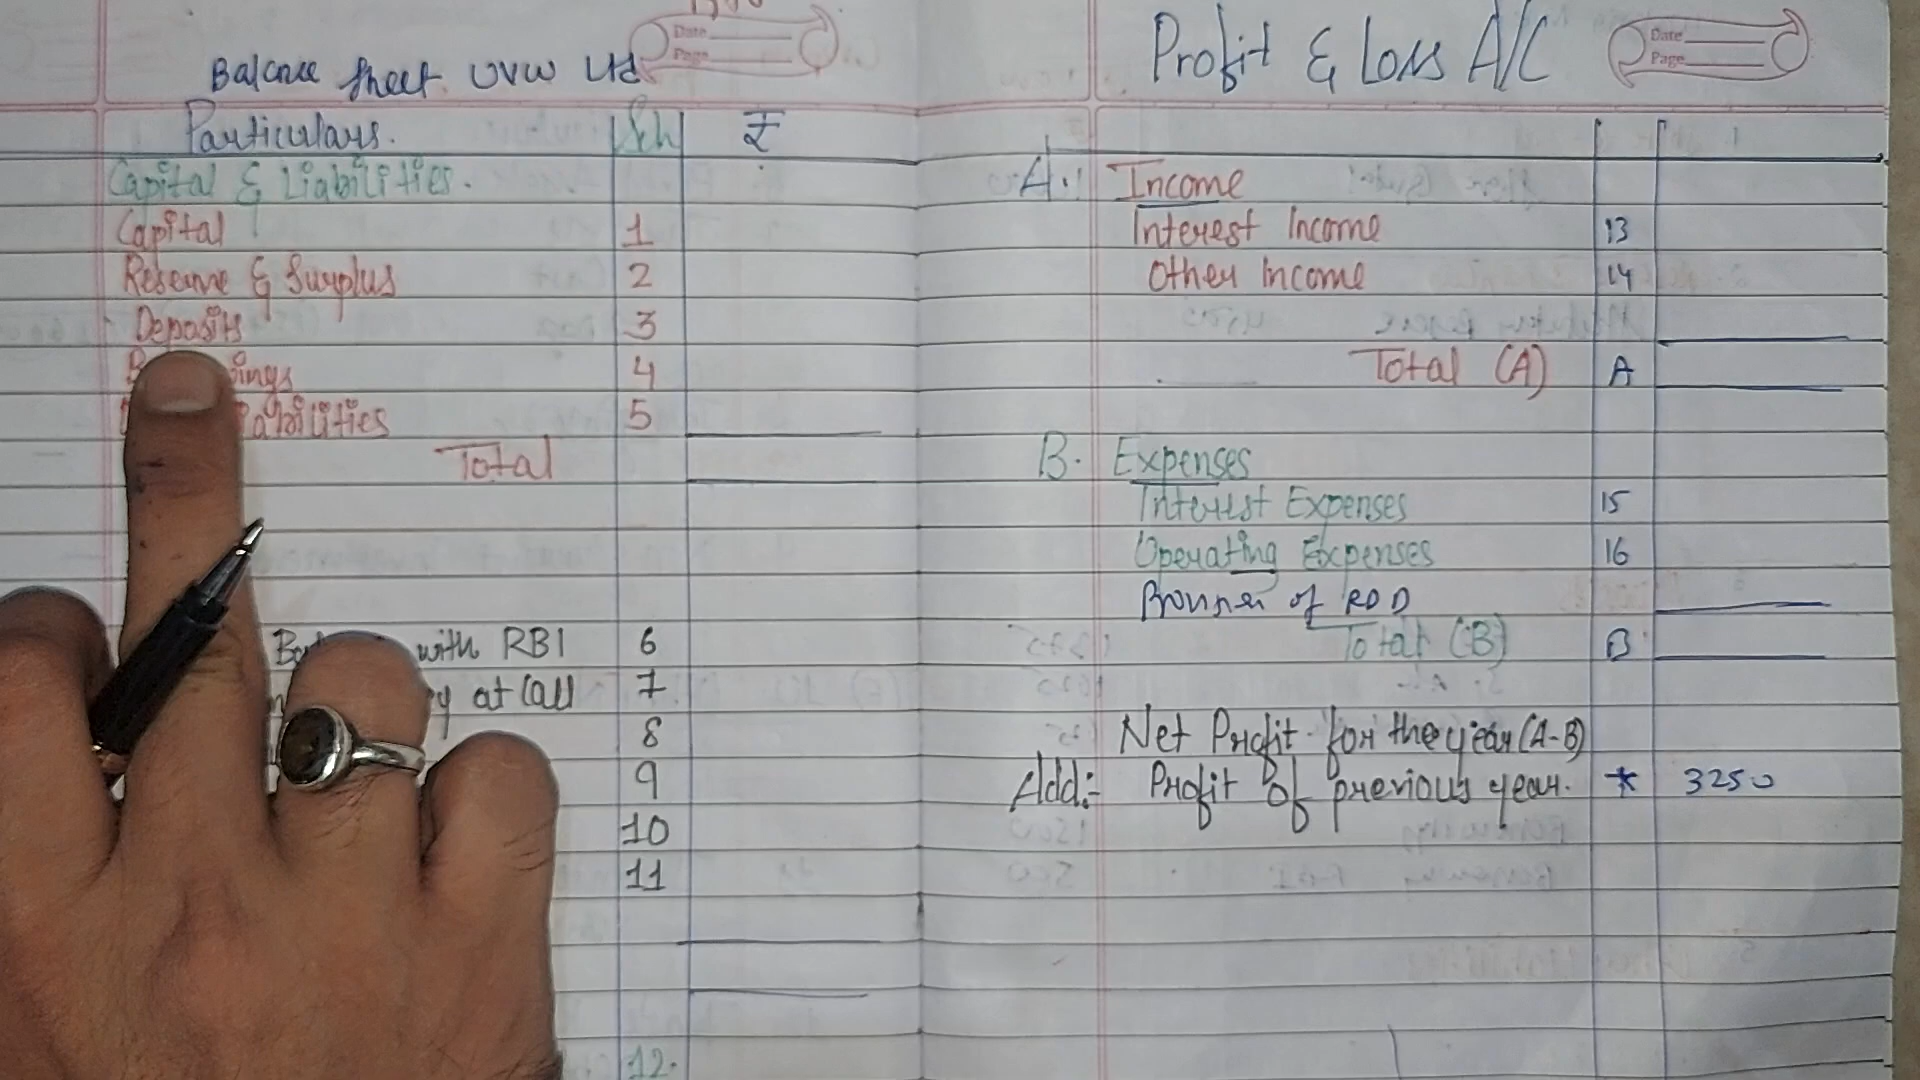 Balance Sheet UVW Ltd
Date
Page
Particulars. Sch ₹
Capital & Liabilities.
Capital 1
Reserve & Surplus 2
Deposits 3
4
5
Total
with RBI 6
at Call 7
8
9
10
11
12.
Profit & Loss A/C
Date
Page
A. Income
Interest Income 13
Other Income 14
Total (A) A
B. Expenses
Interest Expenses 15
Operating Expenses 16
of RDD
Total (B) B
Net Profit for the year (A-B)
Add:- Profit of previous year. * 3250